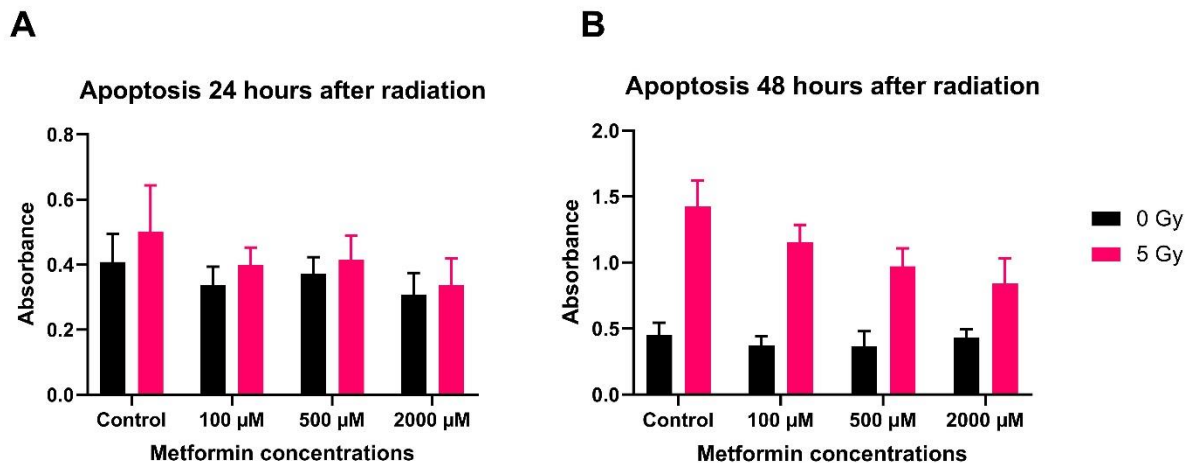 A
Apoptosis 24 hours after radiation
Absorbance
0.8
0.6
0.4
0.2
0.0
Control 100 µM 500 µM 2000 µM
Metformin concentrations
B
Apoptosis 48 hours after radiation
Absorbance
2.0
1.5
1.0
0.5
0.0
Control 100 µM 500 µM 2000 µM
Metformin concentrations
0 Gy
5 Gy